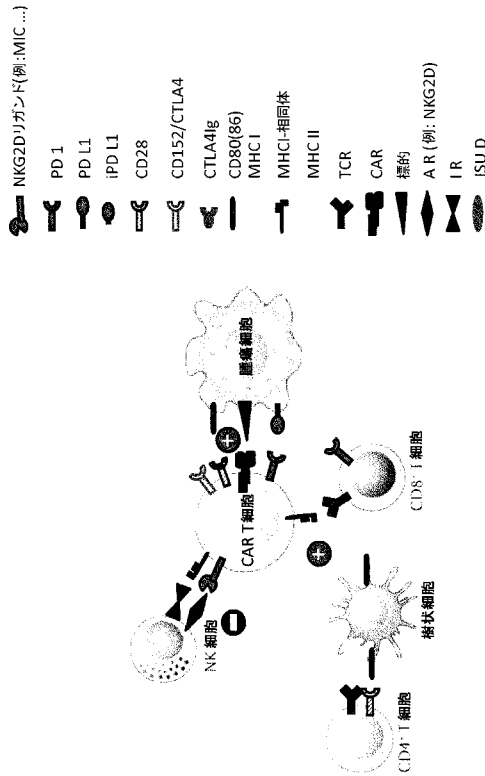 NKG2Dリガンド(例:MIC ...)
PD 1
PD L1
iPD L1
CD28
CD152/CTLA4
CTLA4Ig
CD80(86)
MHC I
MHCI-相同体
MHC II
TCR
CAR
標的
A R (例: NKG2D)
I R
ISU D
腫瘍細胞
CAR T 細胞
NK 細胞
CD8⁺ T 細胞
樹状細胞
CD4⁺ T 細胞